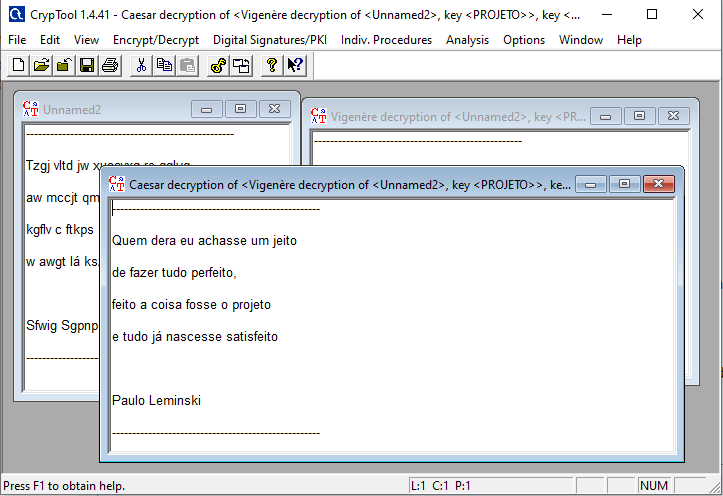 CrypTool 1.4.41 - Caesar decryption of <Vigenère decryption of <Unnamed2>, key <PROJETO>>, key <...
File Edit View Encrypt/Decrypt Digital Signatures/PKI Indiv. Procedures Analysis Options Window Help
Unnamed2
----------------------------------------------------
Tzgj vltd jw
aw mccjt qm
kgflv c ftkps
w awgt lá ks
Sfwig Sgpnp
Vigenère decryption of <Unnamed2>, key <PR...
----------------------------------------------------
Caesar decryption of <Vigenère decryption of <Unnamed2>, key <PROJETO>>, ke...
----------------------------------------------------
Quem dera eu achasse um jeito
de fazer tudo perfeito,
feito a coisa fosse o projeto
e tudo já nascesse satisfeito
Paulo Leminski
----------------------------------------------------
Press F1 to obtain help.
L:1 C:1 P:1
NUM